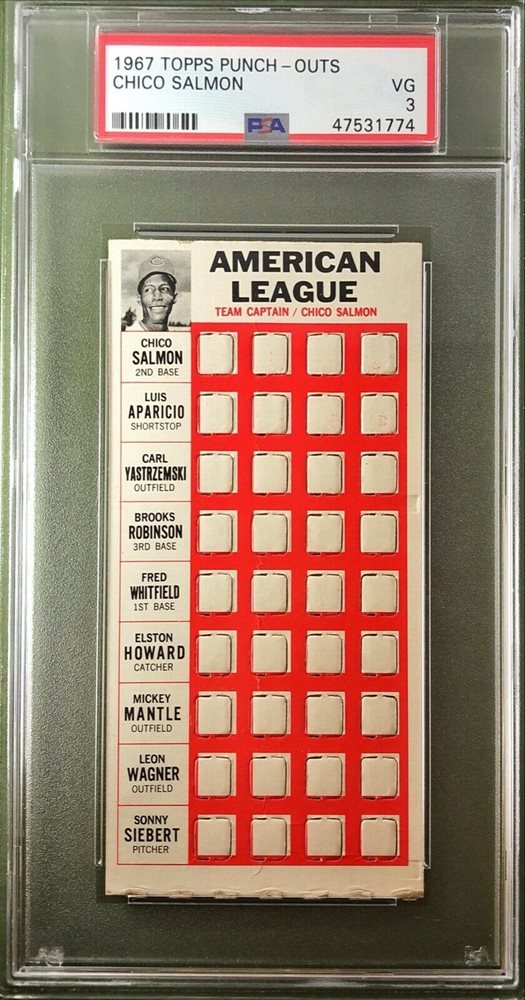 1967 TOPPS PUNCH-OUTS
CHICO SALMON
VG
3
PSA
47531774
AMERICAN
LEAGUE
TEAM CAPTAIN / CHICO SALMON
CHICO
SALMON
2ND BASE
LUIS
APARICIO
SHORTSTOP
CARL
YASTRZEMSKI
OUTFIELD
BROOKS
ROBINSON
3RD BASE
FRED
WHITFIELD
1ST BASE
ELSTON
HOWARD
CATCHER
MICKEY
MANTLE
OUTFIELD
LEON
WAGNER
OUTFIELD
SONNY
SIEBERT
PITCHER